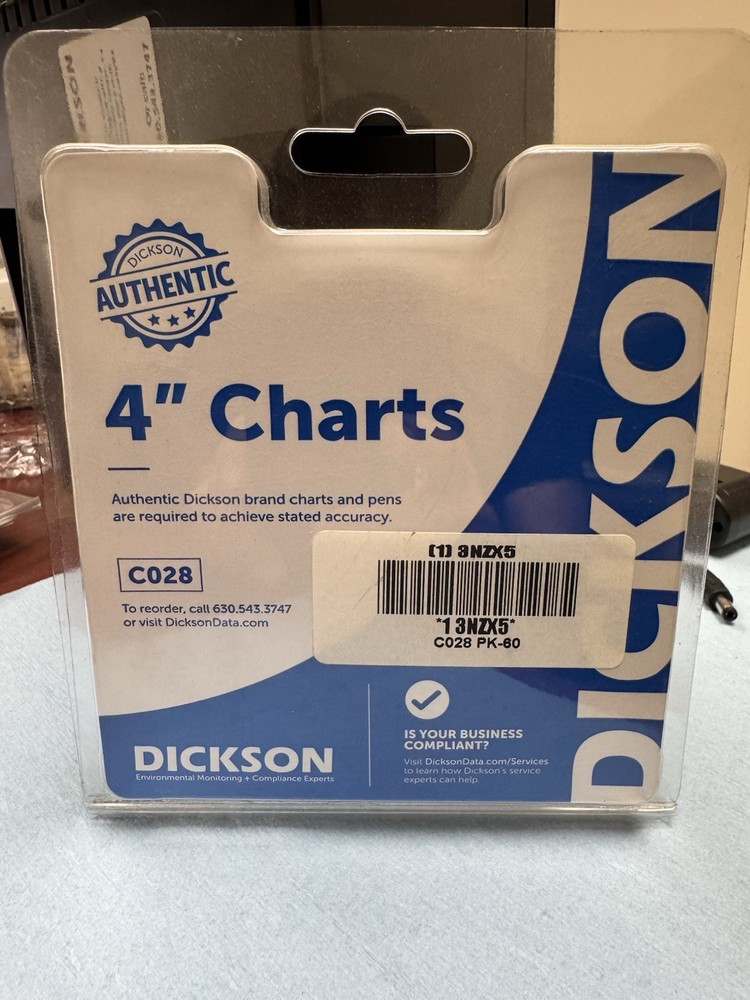 DICKSON
AUTHENTIC
4" Charts
Authentic Dickson brand charts and pens
are required to achieve stated accuracy.
C028
To reorder, call 630.543.3747
or visit DicksonData.com
(1) 3NZX5
*1 3NZX5*
C028 PK-60
DICKSON
Environmental Monitoring + Compliance Experts
IS YOUR BUSINESS
COMPLIANT?
Visit DicksonData.com/Services
to learn how Dickson's service
experts can help.
DICKSON